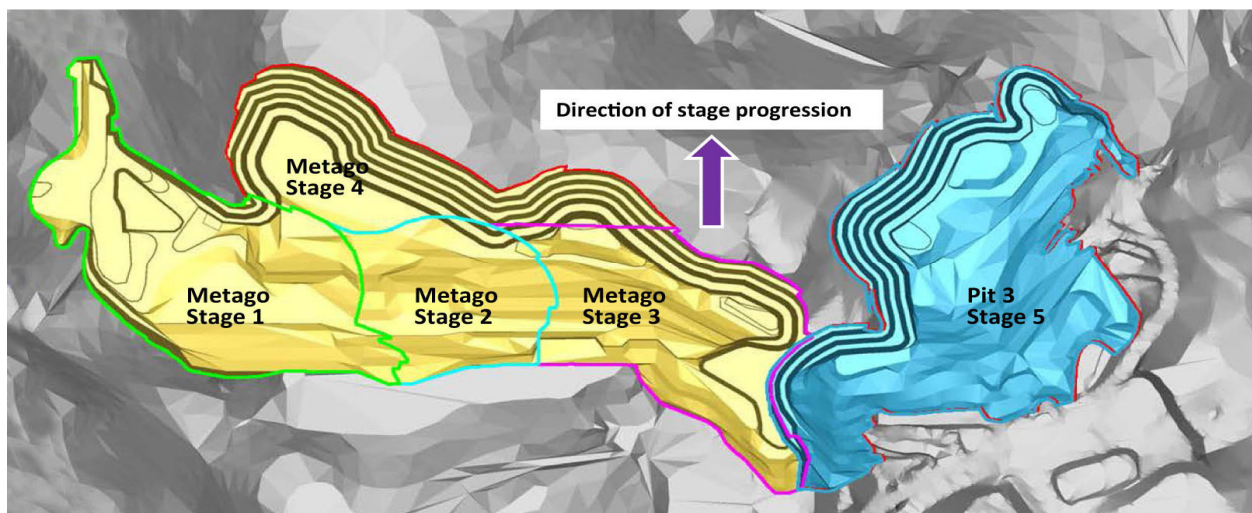 Direction of stage progression
Metago
Stage 4
Metago
Stage 1
Metago
Stage 2
Metago
Stage 3
Pit 3
Stage 5